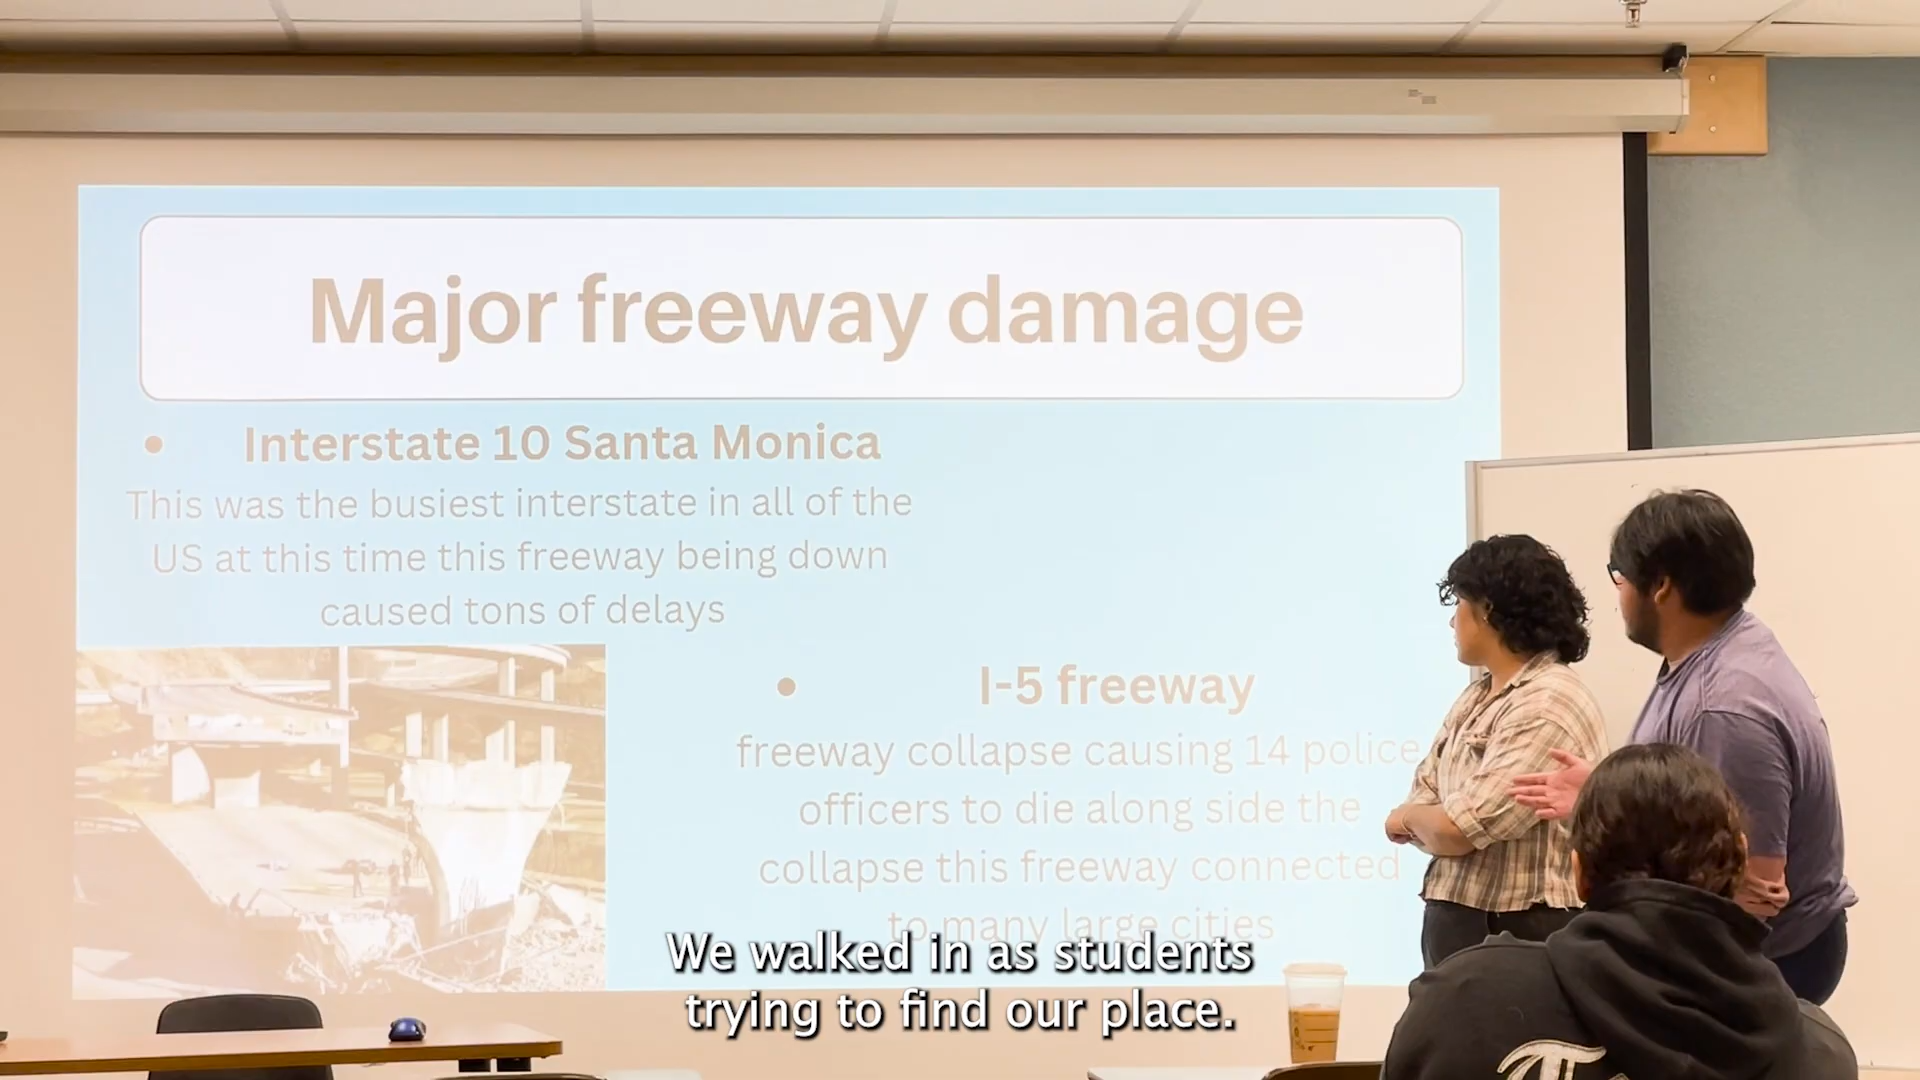 Major freeway damage
Interstate 10 Santa Monica
This was the busiest interstate in all of the
US at this time this freeway being down
caused tons of delays
I-5 freeway
freeway collapse causing 14 police
officers to die along side the
collapse this freeway connected
to many large cities
We walked in as students
trying to find our place.